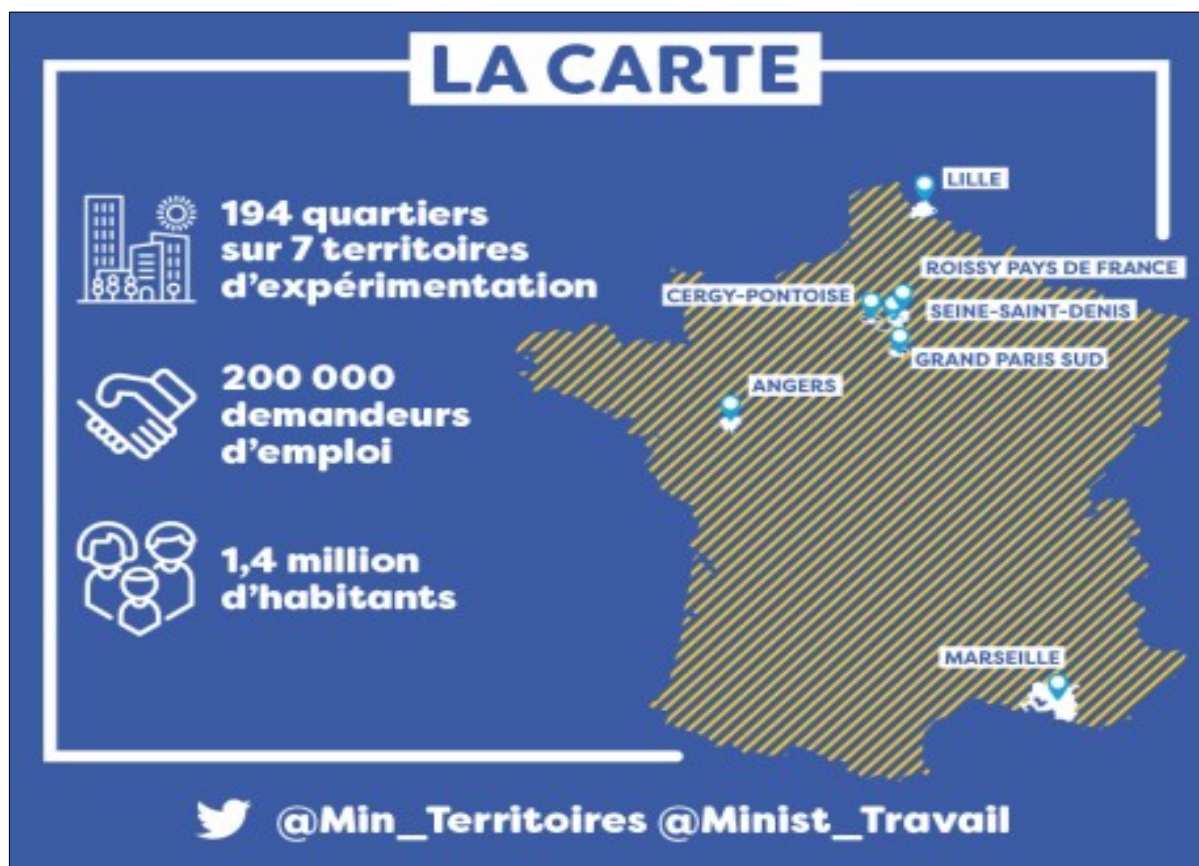 LA CARTE
194 quartiers
sur 7 territoires
d'expérimentation
200 000
demandeurs
d'emploi
1,4 million
d'habitants
LILLE
ROISSY PAYS DE FRANCE
CERGY-PONTOISE
SEINE-SAINT-DENIS
GRAND PARIS SUD
ANGERS
MARSEILLE
@Min_Territoires @Minist_Travail